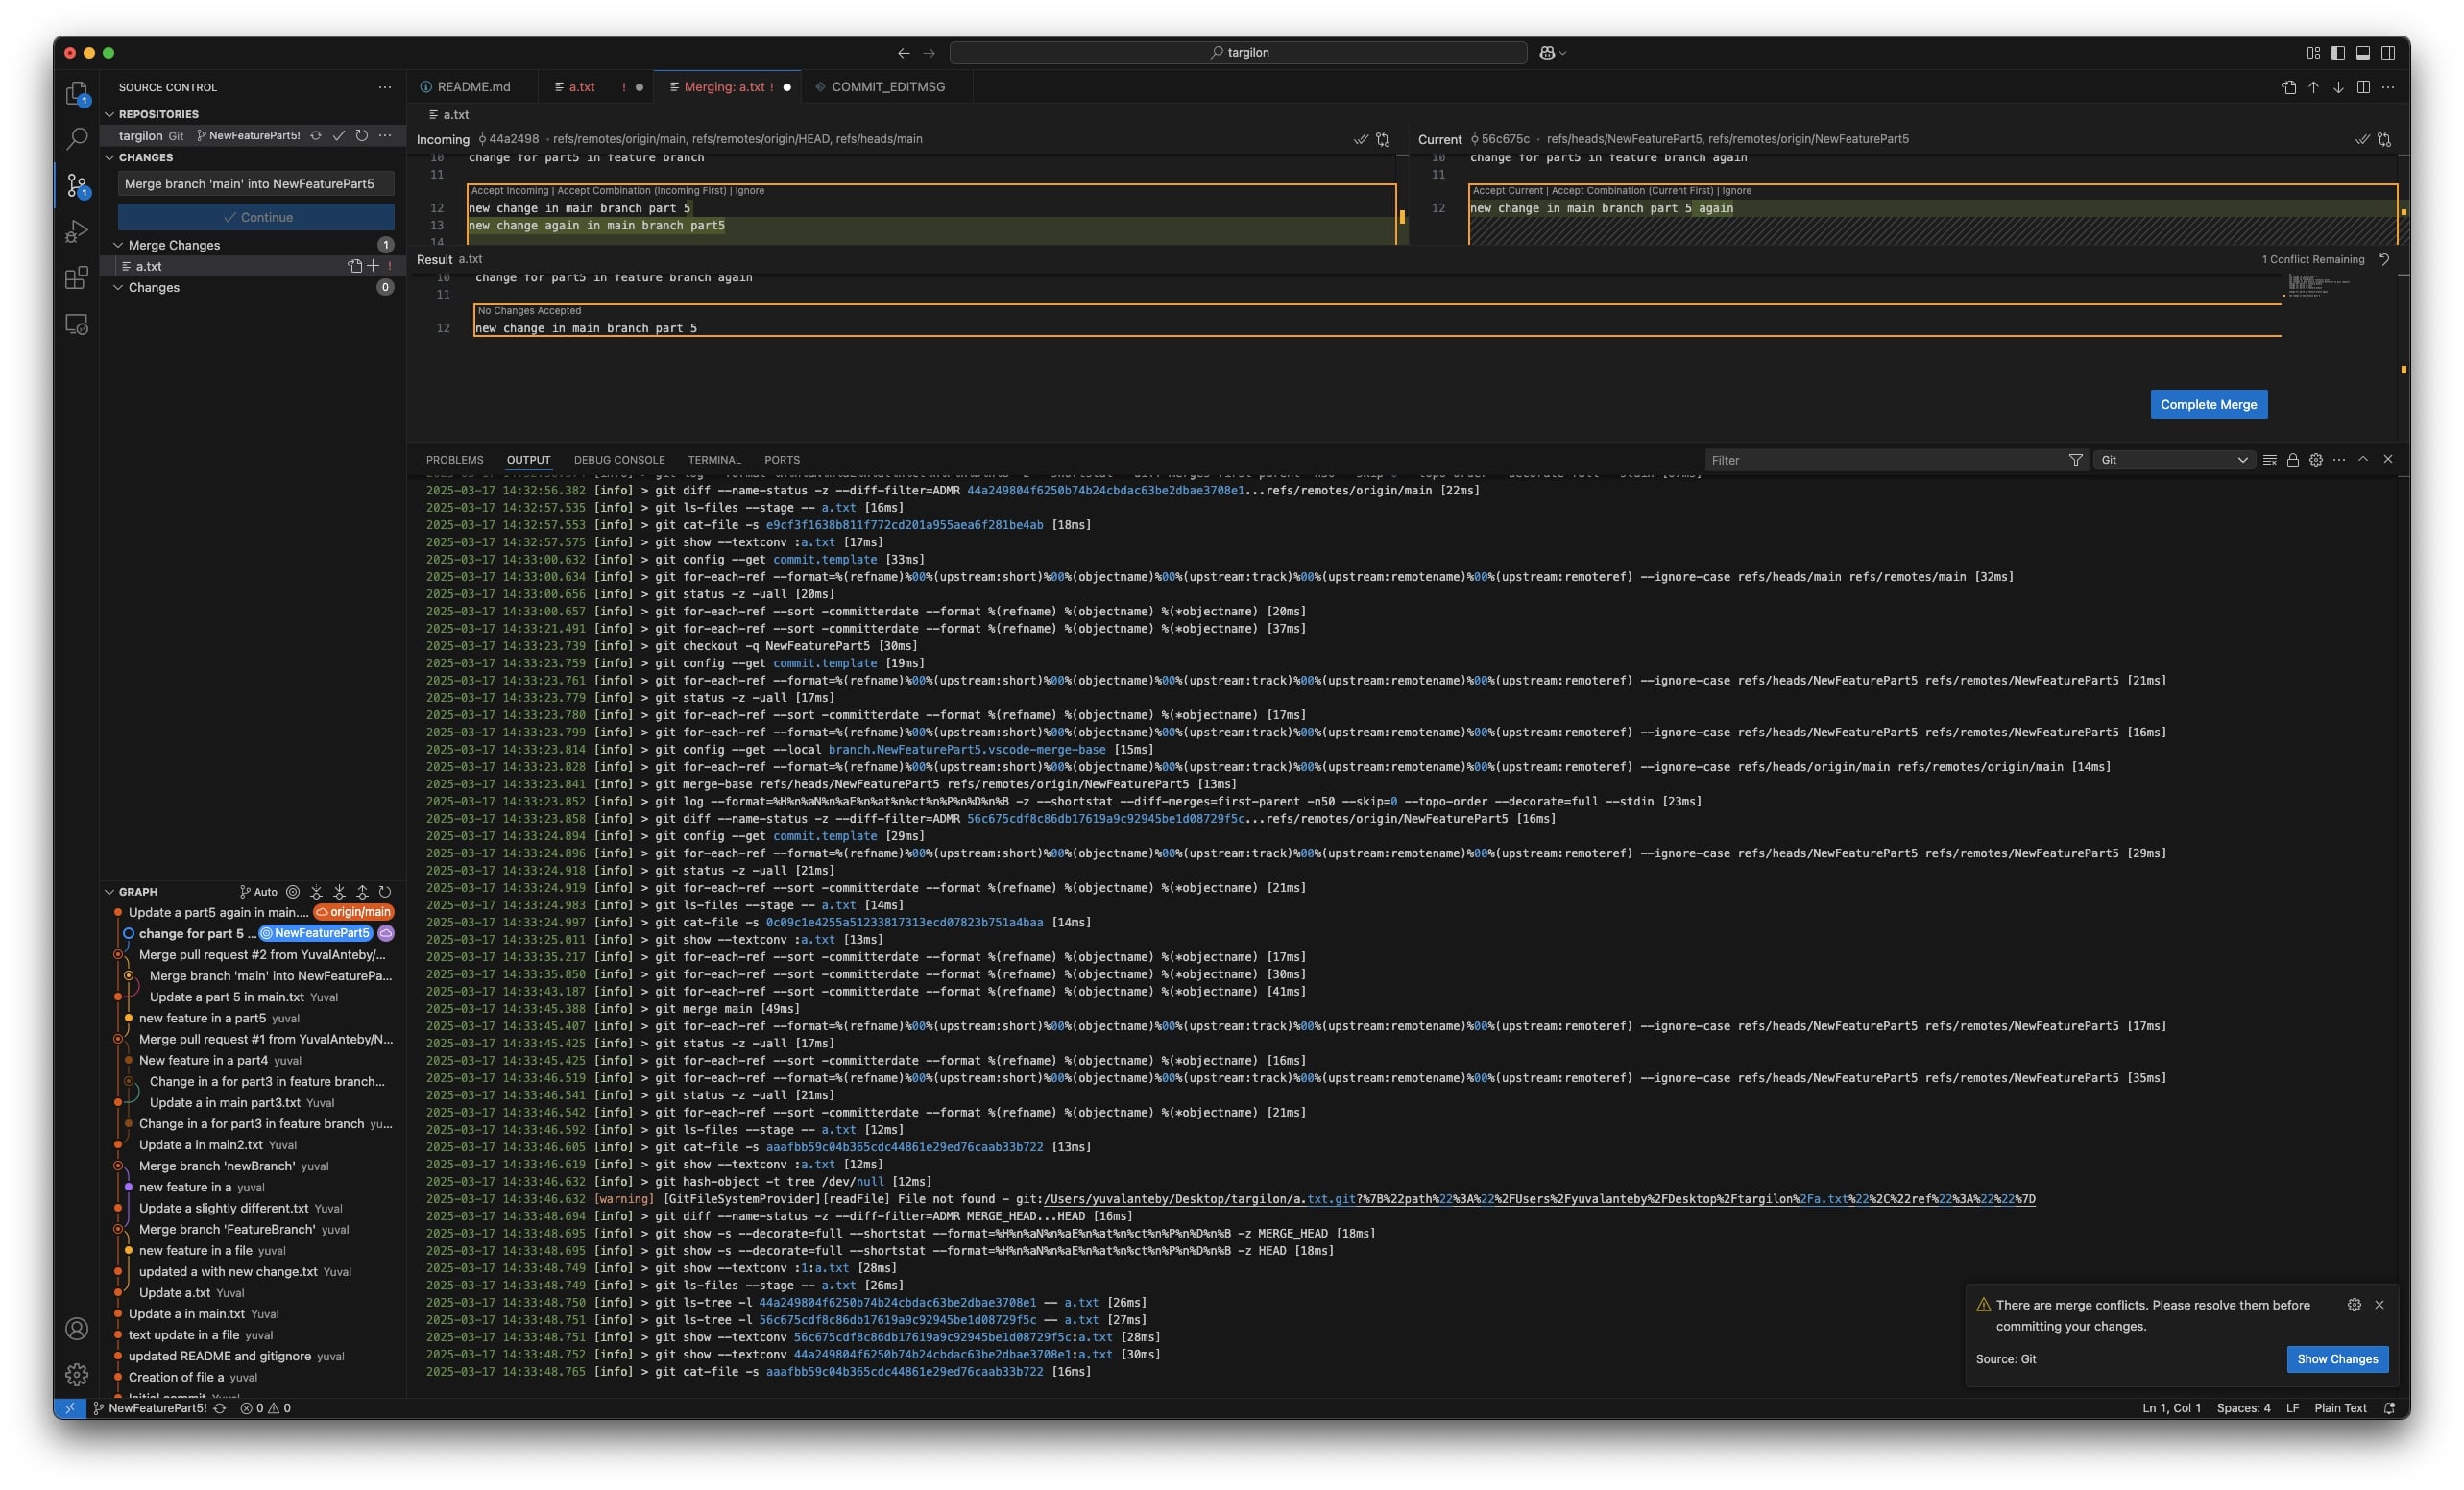 targilon
SOURCE CONTROL
REPOSITORIES
targilon Git NewFeaturePart5!
CHANGES
Merge branch 'main' into NewFeaturePart5
Continue
Merge Changes 1
a.txt !
Changes 0
README.md
a.txt !
Merging: a.txt !
COMMIT_EDITMSG
a.txt
Incoming 44a2498 · refs/remotes/origin/main, refs/remotes/origin/HEAD, refs/heads/main
10 change for part5 in feature branch
11
Accept Incoming | Accept Combination (Incoming First) | Ignore
12 new change in main branch part 5
13 new change again in main branch part5
14
Current 56c675c · refs/heads/NewFeaturePart5, refs/remotes/origin/NewFeaturePart5
10 change for part5 in feature branch again
11
Accept Current | Accept Combination (Current First) | Ignore
12 new change in main branch part 5 again
Result a.txt
1 Conflict Remaining
10 change for part5 in feature branch again
11
No Changes Accepted
12 new change in main branch part 5
Complete Merge
PROBLEMS OUTPUT DEBUG CONSOLE TERMINAL PORTS
Filter
Git
2025-03-17 14:32:56.382 [info] > git diff --name-status -z --diff-filter=ADMR 44a249804f6250b74b24cbdac63be2dbae3708e1...refs/remotes/origin/main [22ms]
2025-03-17 14:32:57.535 [info] > git ls-files --stage -- a.txt [16ms]
2025-03-17 14:32:57.553 [info] > git cat-file -s e9cf3f1638b811f772cd201a955aea6f281be4ab [18ms]
2025-03-17 14:32:57.575 [info] > git show --textconv :a.txt [17ms]
2025-03-17 14:33:00.632 [info] > git config --get commit.template [33ms]
2025-03-17 14:33:00.634 [info] > git for-each-ref --format=%(refname)%00%(upstream:short)%00%(objectname)%00%(upstream:track)%00%(upstream:remotename)%00%(upstream:remoteref) --ignore-case refs/heads/main refs/remotes/main [32ms]
2025-03-17 14:33:00.656 [info] > git status -z -uall [20ms]
2025-03-17 14:33:00.657 [info] > git for-each-ref --sort -committerdate --format %(refname) %(objectname) %(*objectname) [20ms]
2025-03-17 14:33:21.491 [info] > git for-each-ref --sort -committerdate --format %(refname) %(objectname) %(*objectname) [37ms]
2025-03-17 14:33:23.739 [info] > git checkout -q NewFeaturePart5 [30ms]
2025-03-17 14:33:23.759 [info] > git config --get commit.template [19ms]
2025-03-17 14:33:23.761 [info] > git for-each-ref --format=%(refname)%00%(upstream:short)%00%(objectname)%00%(upstream:track)%00%(upstream:remotename)%00%(upstream:remoteref) --ignore-case refs/heads/NewFeaturePart5 refs/remotes/NewFeaturePart5 [21ms]
2025-03-17 14:33:23.779 [info] > git status -z -uall [17ms]
2025-03-17 14:33:23.780 [info] > git for-each-ref --sort -committerdate --format %(refname) %(objectname) %(*objectname) [17ms]
2025-03-17 14:33:23.799 [info] > git for-each-ref --format=%(refname)%00%(upstream:short)%00%(objectname)%00%(upstream:track)%00%(upstream:remotename)%00%(upstream:remoteref) --ignore-case refs/heads/NewFeaturePart5 refs/remotes/NewFeaturePart5 [16ms]
2025-03-17 14:33:23.814 [info] > git config --get --local branch.NewFeaturePart5.vscode-merge-base [15ms]
2025-03-17 14:33:23.828 [info] > git for-each-ref --format=%(refname)%00%(upstream:short)%00%(objectname)%00%(upstream:track)%00%(upstream:remotename)%00%(upstream:remoteref) --ignore-case refs/heads/origin/main refs/remotes/origin/main [14ms]
2025-03-17 14:33:23.841 [info] > git merge-base refs/heads/NewFeaturePart5 refs/remotes/origin/NewFeaturePart5 [13ms]
2025-03-17 14:33:23.852 [info] > git log --format=%H%n%aN%n%aE%n%at%n%ct%n%P%n%D%n%B -z --shortstat --diff-merges=first-parent -n50 --skip=0 --topo-order --decorate=full --stdin [23ms]
2025-03-17 14:33:23.858 [info] > git diff --name-status -z --diff-filter=ADMR 56c675cdf8c86db17619a9c92945be1d08729f5c...refs/remotes/origin/NewFeaturePart5 [16ms]
2025-03-17 14:33:24.894 [info] > git config --get commit.template [29ms]
2025-03-17 14:33:24.896 [info] > git for-each-ref --format=%(refname)%00%(upstream:short)%00%(objectname)%00%(upstream:track)%00%(upstream:remotename)%00%(upstream:remoteref) --ignore-case refs/heads/NewFeaturePart5 refs/remotes/NewFeaturePart5 [29ms]
2025-03-17 14:33:24.918 [info] > git status -z -uall [21ms]
2025-03-17 14:33:24.919 [info] > git for-each-ref --sort -committerdate --format %(refname) %(objectname) %(*objectname) [21ms]
2025-03-17 14:33:24.983 [info] > git ls-files --stage -- a.txt [14ms]
2025-03-17 14:33:24.997 [info] > git cat-file -s 0c09c1e4255a51233817313ecd07823b751a4baa [14ms]
2025-03-17 14:33:25.011 [info] > git show --textconv :a.txt [13ms]
2025-03-17 14:33:35.217 [info] > git for-each-ref --sort -committerdate --format %(refname) %(objectname) %(*objectname) [17ms]
2025-03-17 14:33:35.850 [info] > git for-each-ref --sort -committerdate --format %(refname) %(objectname) %(*objectname) [30ms]
2025-03-17 14:33:43.187 [info] > git for-each-ref --sort -committerdate --format %(refname) %(objectname) %(*objectname) [41ms]
2025-03-17 14:33:45.388 [info] > git merge main [49ms]
2025-03-17 14:33:45.407 [info] > git for-each-ref --format=%(refname)%00%(upstream:short)%00%(objectname)%00%(upstream:track)%00%(upstream:remotename)%00%(upstream:remoteref) --ignore-case refs/heads/NewFeaturePart5 refs/remotes/NewFeaturePart5 [17ms]
2025-03-17 14:33:45.425 [info] > git status -z -uall [17ms]
2025-03-17 14:33:45.425 [info] > git for-each-ref --sort -committerdate --format %(refname) %(objectname) %(*objectname) [16ms]
2025-03-17 14:33:46.519 [info] > git for-each-ref --format=%(refname)%00%(upstream:short)%00%(objectname)%00%(upstream:track)%00%(upstream:remotename)%00%(upstream:remoteref) --ignore-case refs/heads/NewFeaturePart5 refs/remotes/NewFeaturePart5 [35ms]
2025-03-17 14:33:46.541 [info] > git status -z -uall [21ms]
2025-03-17 14:33:46.542 [info] > git for-each-ref --sort -committerdate --format %(refname) %(objectname) %(*objectname) [21ms]
2025-03-17 14:33:46.592 [info] > git ls-files --stage -- a.txt [12ms]
2025-03-17 14:33:46.605 [info] > git cat-file -s aaafbb59c04b365cdc44861e29ed76caab33b722 [13ms]
2025-03-17 14:33:46.619 [info] > git show --textconv :a.txt [12ms]
2025-03-17 14:33:46.632 [info] > git hash-object -t tree /dev/null [12ms]
2025-03-17 14:33:46.632 [warning] [GitFileSystemProvider][readFile] File not found - git:/Users/yuvalanteby/Desktop/targilon/a.txt.git?%7B%22path%22%3A%22%2FUsers%2Fyuvalanteby%2FDesktop%2Ftargilon%2Fa.txt%22%2C%22ref%22%3A%22%22%7D
2025-03-17 14:33:48.694 [info] > git diff --name-status -z --diff-filter=ADMR MERGE_HEAD...HEAD [16ms]
2025-03-17 14:33:48.695 [info] > git show -s --decorate=full --shortstat --format=%H%n%aN%n%aE%n%at%n%ct%n%P%n%D%n%B -z MERGE_HEAD [18ms]
2025-03-17 14:33:48.695 [info] > git show -s --decorate=full --shortstat --format=%H%n%aN%n%aE%n%at%n%ct%n%P%n%D%n%B -z HEAD [18ms]
2025-03-17 14:33:48.749 [info] > git show --textconv :1:a.txt [28ms]
2025-03-17 14:33:48.749 [info] > git ls-files --stage -- a.txt [26ms]
2025-03-17 14:33:48.750 [info] > git ls-tree -l 44a249804f6250b74b24cbdac63be2dbae3708e1 -- a.txt [26ms]
2025-03-17 14:33:48.751 [info] > git ls-tree -l 56c675cdf8c86db17619a9c92945be1d08729f5c -- a.txt [27ms]
2025-03-17 14:33:48.751 [info] > git show --textconv 56c675cdf8c86db17619a9c92945be1d08729f5c:a.txt [28ms]
2025-03-17 14:33:48.752 [info] > git show --textconv 44a249804f6250b74b24cbdac63be2dbae3708e1:a.txt [30ms]
2025-03-17 14:33:48.765 [info] > git cat-file -s aaafbb59c04b365cdc44861e29ed76caab33b722 [16ms]
GRAPH Auto
Update a part5 again in main.... origin/main
change for part 5 ... NewFeaturePart5
Merge pull request #2 from YuvalAnteby/...
Merge branch 'main' into NewFeaturePa...
Update a part 5 in main.txt Yuval
new feature in a part5 yuval
Merge pull request #1 from YuvalAnteby/N...
New feature in a part4 yuval
Change in a for part3 in feature branch...
Update a in main part3.txt Yuval
Change in a for part3 in feature branch yu...
Update a in main2.txt Yuval
Merge branch 'newBranch' yuval
new feature in a yuval
Update a slightly different.txt Yuval
Merge branch 'FeatureBranch' yuval
new feature in a file yuval
updated a with new change.txt Yuval
Update a.txt Yuval
Update a in main.txt Yuval
text update in a file yuval
updated README and gitignore yuval
Creation of file a yuval
Initial commit Yuval
There are merge conflicts. Please resolve them before
committing your changes.
Source: Git
Show Changes
NewFeaturePart5! 0 0
Ln 1, Col 1 Spaces: 4 LF Plain Text